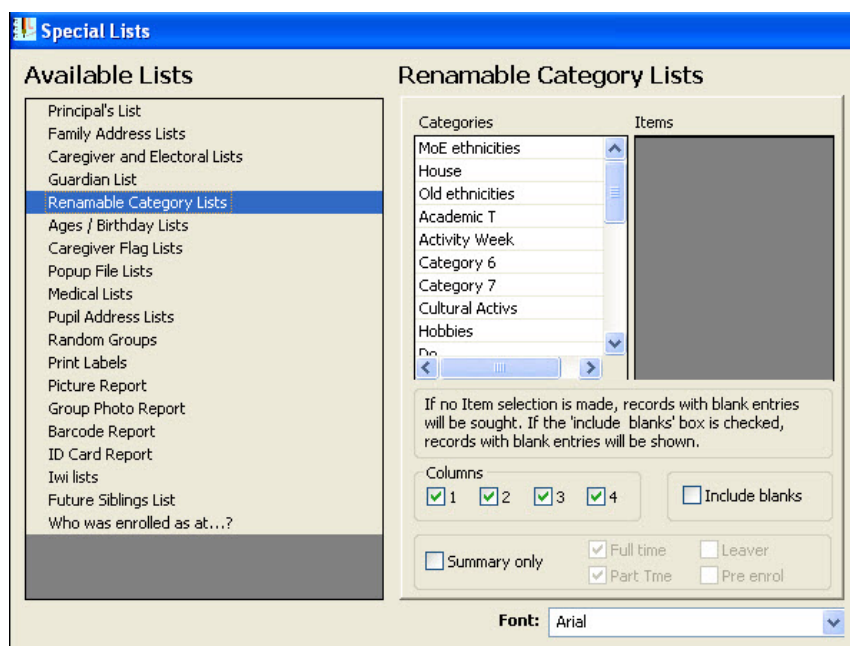 Special Lists
Available Lists
Principal's List
Family Address Lists
Caregiver and Electoral Lists
Guardian List
Renamable Category Lists
Ages / Birthday Lists
Caregiver Flag Lists
Popup File Lists
Medical Lists
Pupil Address Lists
Random Groups
Print Labels
Picture Report
Group Photo Report
Barcode Report
ID Card Report
Iwi lists
Future Siblings List
Who was enrolled as at...?
Renamable Category Lists
Categories
MoE ethnicities
House
Old ethnicities
Academic T
Activity Week
Category 6
Category 7
Cultural Activs
Hobbies
Items
If no Item selection is made, records with blank entries
will be sought. If the 'include blanks' box is checked,
records with blank entries will be shown.
Columns
1 2 3 4
Include blanks
Summary only
Full time
Leaver
Part Tme
Pre enrol
Font: Arial